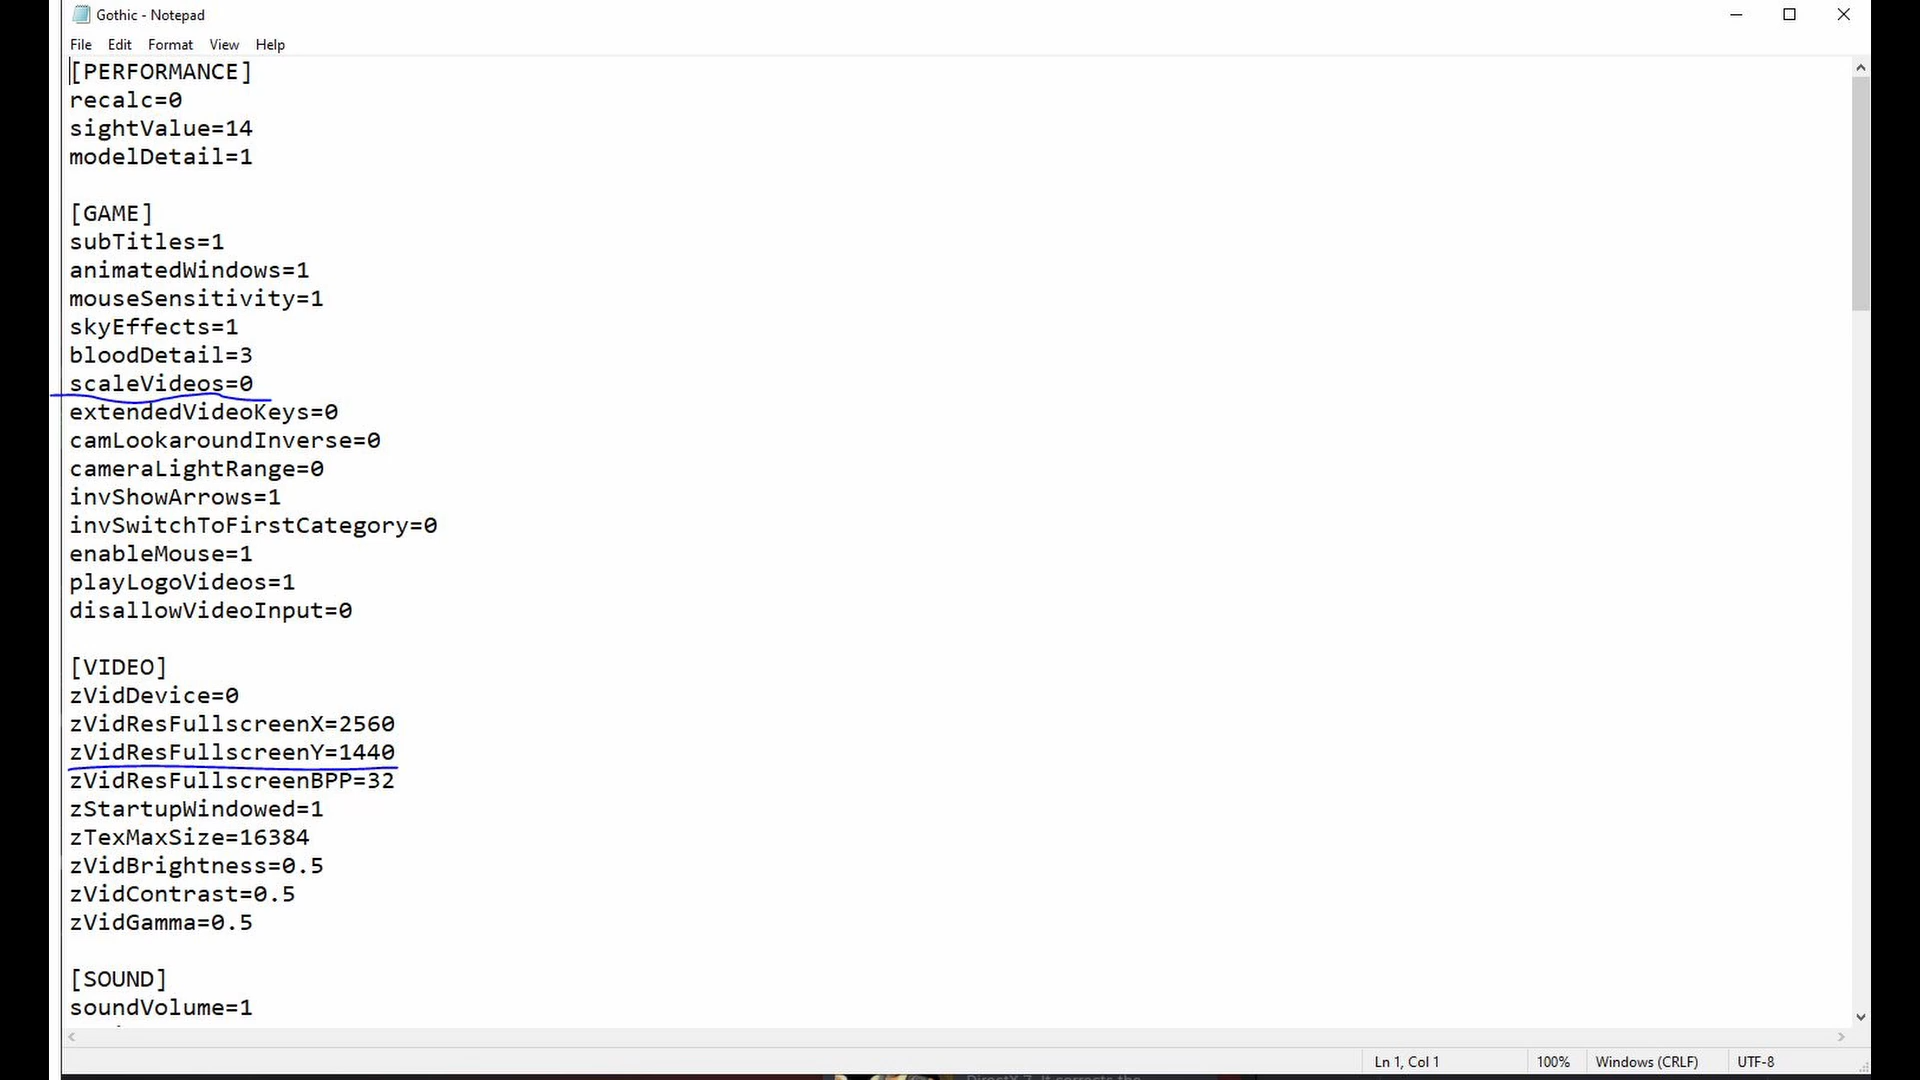 Gothic - Notepad
File Edit Format View Help
[PERFORMANCE]
recalc=0
sightValue=14
modelDetail=1
[GAME]
subTitles=1
animatedWindows=1
mouseSensitivity=1
skyEffects=1
bloodDetail=3
scaleVideos=0
extendedVideoKeys=0
camLookaroundInverse=0
cameraLightRange=0
invShowArrows=1
invSwitchToFirstCategory=0
enableMouse=1
playLogoVideos=1
disallowVideoInput=0
[VIDEO]
zVidDevice=0
zVidResFullscreenX=2560
zVidResFullscreenY=1440
zVidResFullscreenBPP=32
zStartupWindowed=1
zTexMaxSize=16384
zVidBrightness=0.5
zVidContrast=0.5
zVidGamma=0.5
[SOUND]
soundVolume=1
Ln 1, Col 1 100% Windows (CRLF) UTF-8